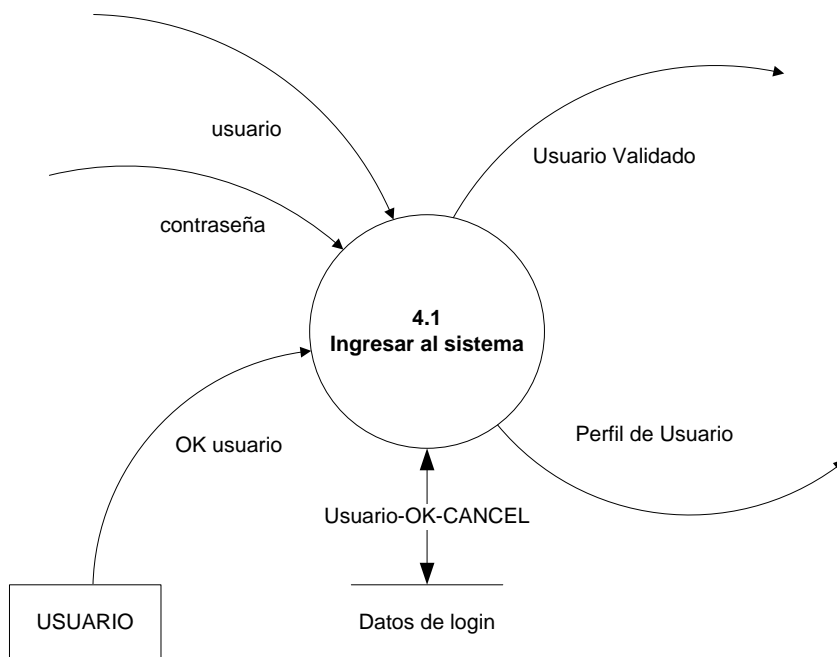 usuario
Usuario Validado
contraseña
4.1
Ingresar al sistema
OK usuario
Perfil de Usuario
Usuario-OK-CANCEL
USUARIO
Datos de login